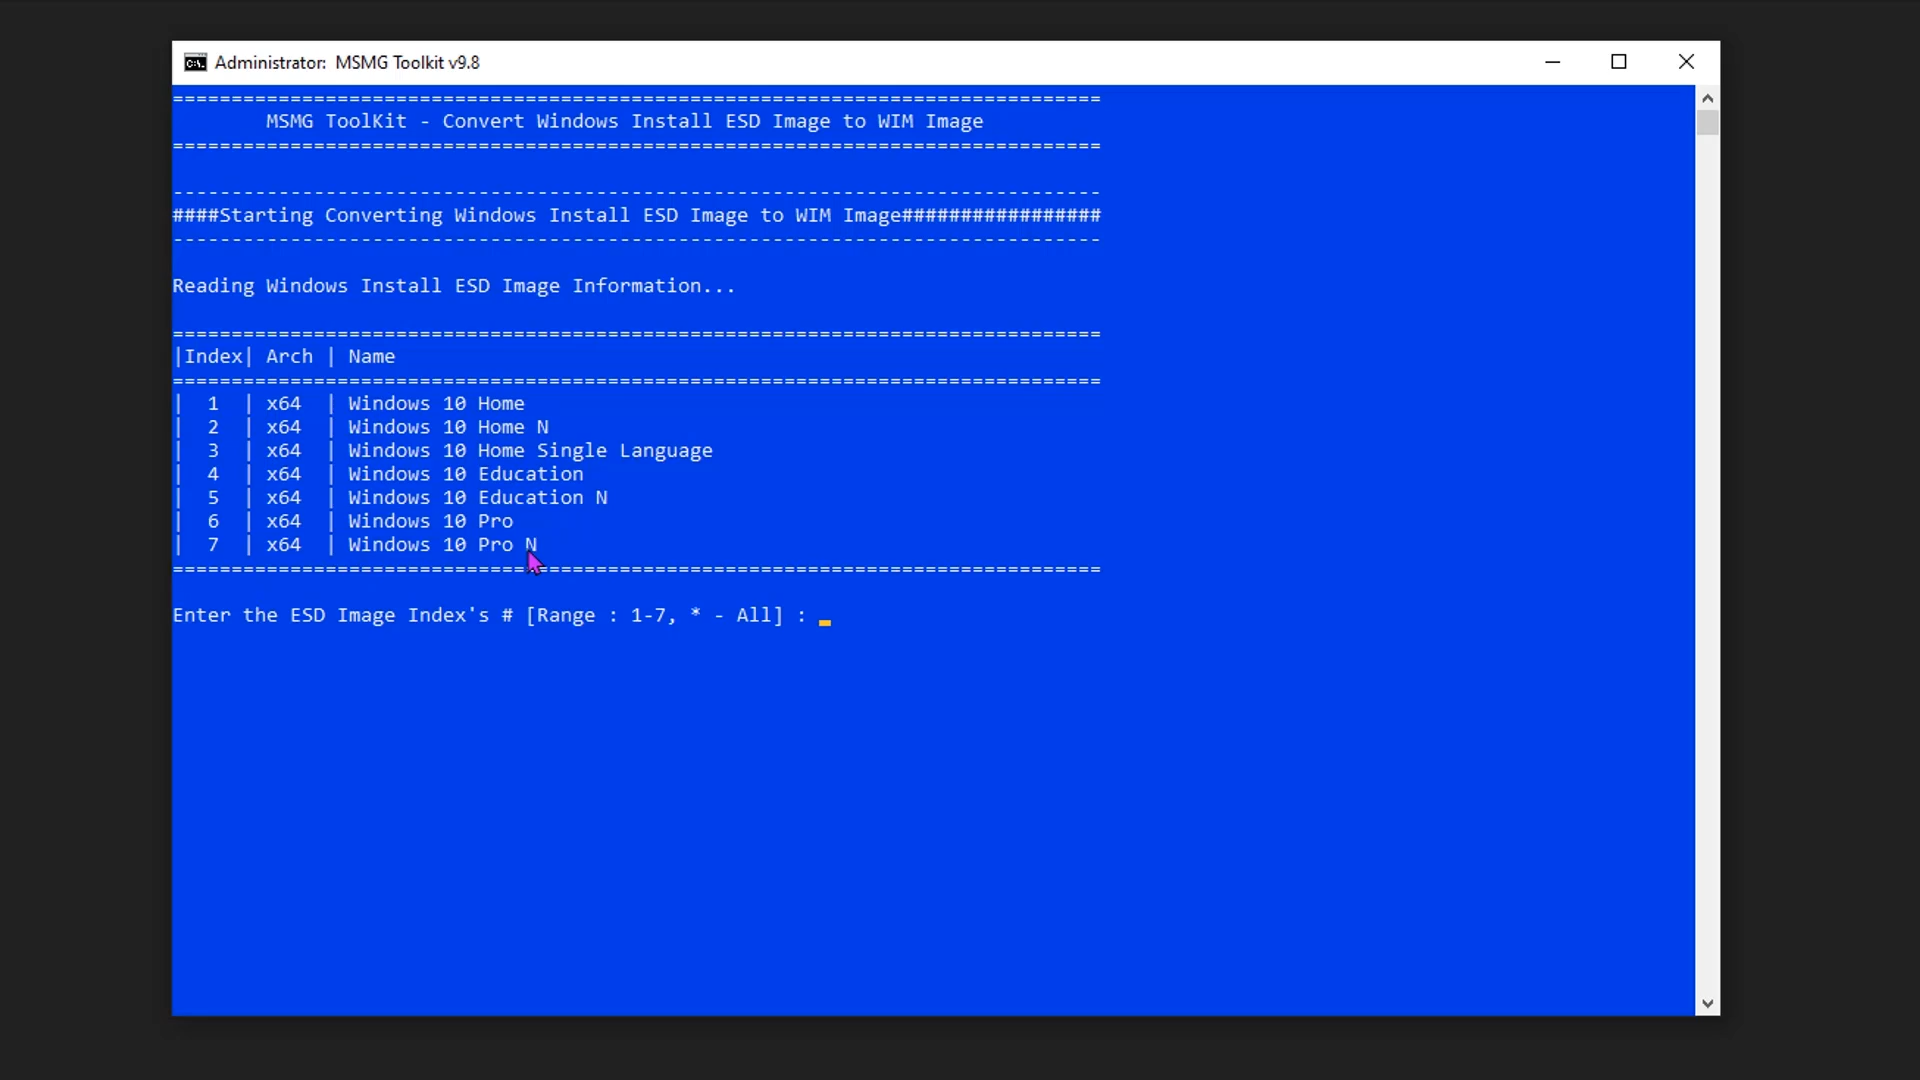 Administrator:  MSMG Toolkit v9.8
===============================================================================
MSMG ToolKit - Convert Windows Install ESD Image to WIM Image
===============================================================================
-------------------------------------------------------------------------------
####Starting Converting Windows Install ESD Image to WIM Image#################
-------------------------------------------------------------------------------
Reading Windows Install ESD Image Information...
===============================================================================
|Index| Arch | Name
===============================================================================
|  1  | x64  | Windows 10 Home
|  2  | x64  | Windows 10 Home N
|  3  | x64  | Windows 10 Home Single Language
|  4  | x64  | Windows 10 Education
|  5  | x64  | Windows 10 Education N
|  6  | x64  | Windows 10 Pro
|  7  | x64  | Windows 10 Pro N
===============================================================================
Enter the ESD Image Index's # [Range : 1-7, * - All] : _